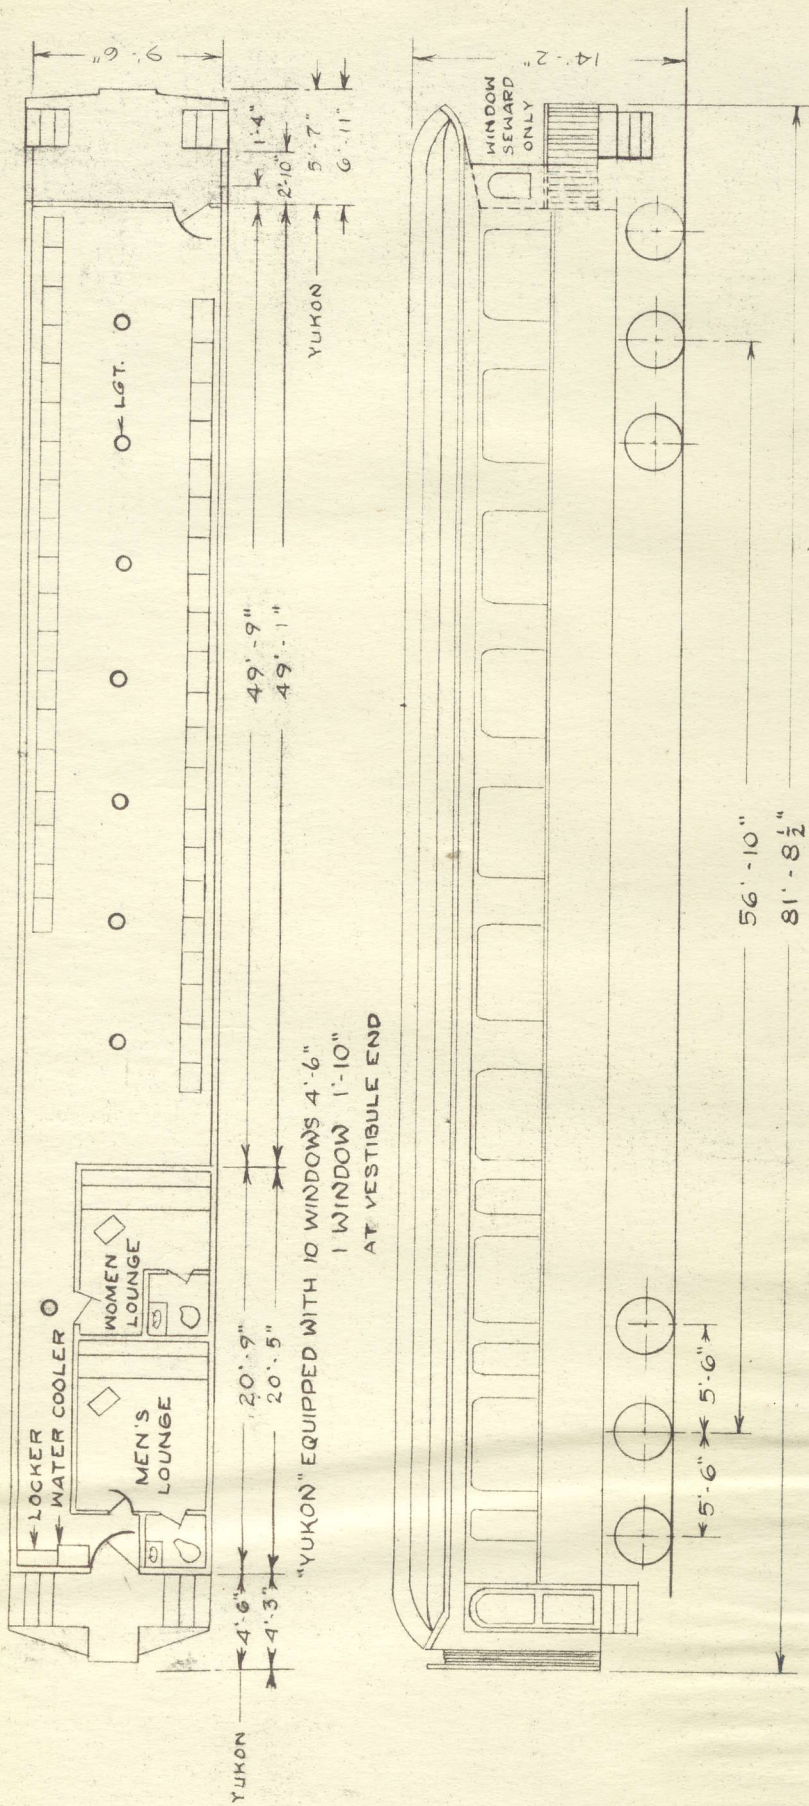 9'-6"
LOCKER
WATER COOLER
MEN'S
LOUNGE
WOMEN
LOUNGE
LGT.
YUKON
4'-6"
4'-3"
20'-9"
20'-5"
49'-9"
49'-1"
1'-4"
2'-10"
5'-7"
6'-11"
YUKON
"YUKON" EQUIPPED WITH 10 WINDOWS 4'-6"
1 WINDOW 1'-10"
AT VESTIBULE END
14'-2"
WINDOW
SEWARD
ONLY
5'-6"
5'-6"
56'-10"
81'-8½"